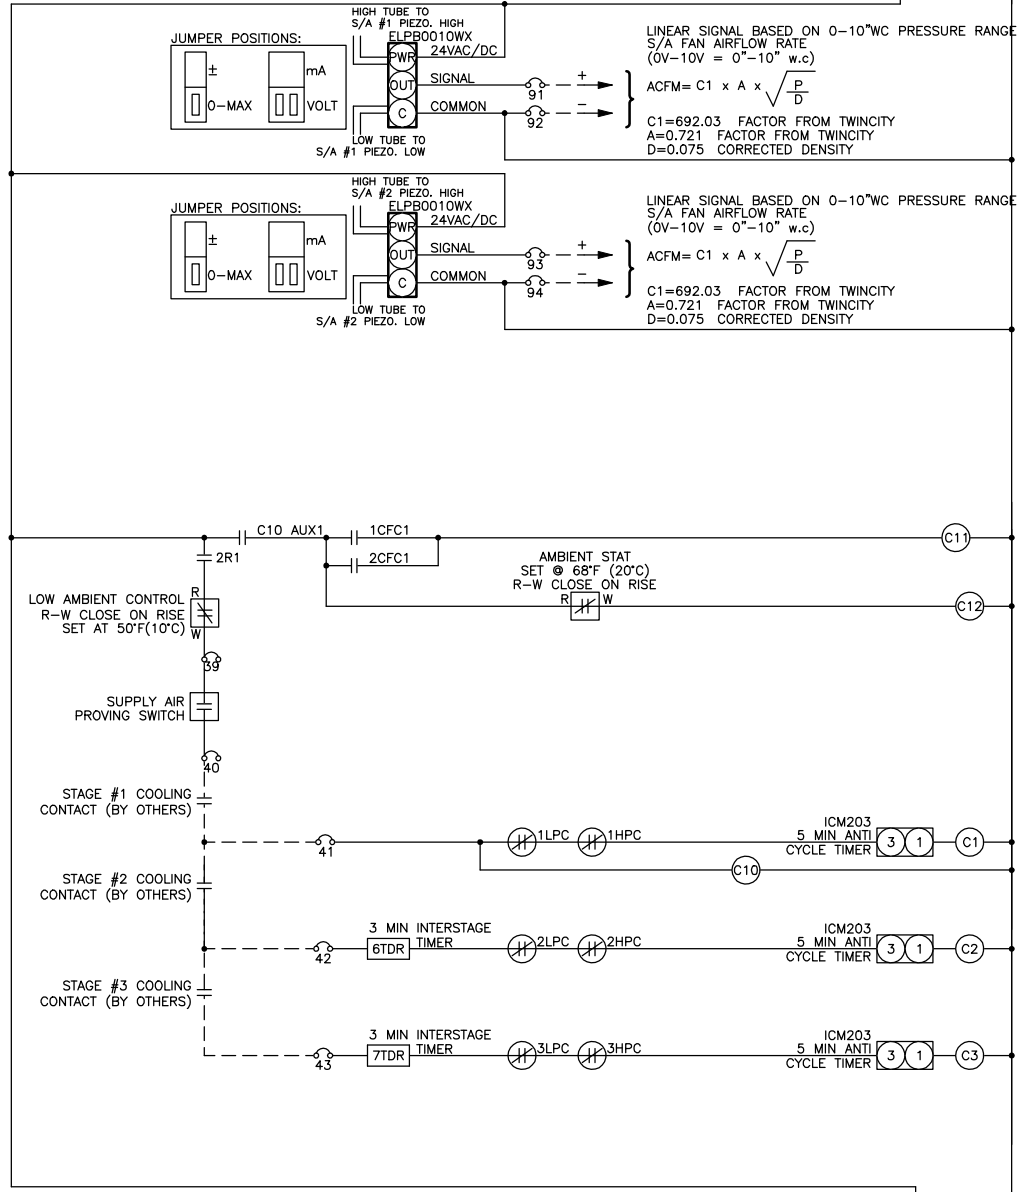 HIGH TUBE TO
S/A #1 PIEZO. HIGH
ELPB0010WX
JUMPER POSITIONS:
±
mA
0-MAX
VOLT
PWR
24VAC/DC
OUT
SIGNAL
C
COMMON
91
+
92
-
LOW TUBE TO
S/A #1 PIEZO. LOW
LINEAR SIGNAL BASED ON 0-10"WC PRESSURE RANGE
S/A FAN AIRFLOW RATE
(0V-10V = 0"-10" w.c)
ACFM= C1 x A x √ P
D
C1=692.03 FACTOR FROM TWINCITY
A=0.721 FACTOR FROM TWINCITY
D=0.075 CORRECTED DENSITY
HIGH TUBE TO
S/A #2 PIEZO. HIGH
ELPB0010WX
JUMPER POSITIONS:
±
mA
0-MAX
VOLT
PWR
24VAC/DC
OUT
SIGNAL
C
COMMON
93
+
94
-
LOW TUBE TO
S/A #2 PIEZO. LOW
LINEAR SIGNAL BASED ON 0-10"WC PRESSURE RANGE
S/A FAN AIRFLOW RATE
(0V-10V = 0"-10" w.c)
ACFM= C1 x A x √ P
D
C1=692.03 FACTOR FROM TWINCITY
A=0.721 FACTOR FROM TWINCITY
D=0.075 CORRECTED DENSITY
C10 AUX1
1CFC1
C11
2R1
2CFC1
AMBIENT STAT
SET @ 68°F (20°C)
R-W CLOSE ON RISE
R
W
C12
LOW AMBIENT CONTROL
R-W CLOSE ON RISE
SET AT 50°F(10°C)
R
W
39
SUPPLY AIR
PROVING SWITCH
40
STAGE #1 COOLING
CONTACT (BY OTHERS)
41
1LPC
1HPC
ICM203
5 MIN ANTI
CYCLE TIMER
3
1
C1
C10
STAGE #2 COOLING
CONTACT (BY OTHERS)
42
3 MIN INTERSTAGE
TIMER
6TDR
2LPC
2HPC
ICM203
5 MIN ANTI
CYCLE TIMER
3
1
C2
STAGE #3 COOLING
CONTACT (BY OTHERS)
43
3 MIN INTERSTAGE
TIMER
7TDR
3LPC
3HPC
ICM203
5 MIN ANTI
CYCLE TIMER
3
1
C3